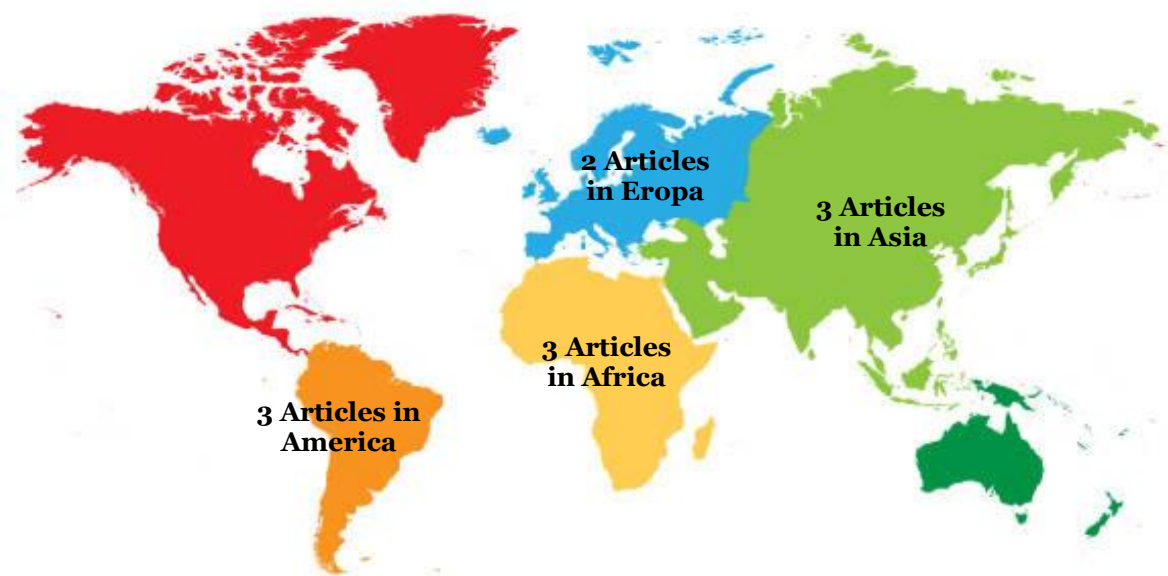 2 Articles
in Eropa
3 Articles
in Asia
3 Articles
in Africa
3 Articles in
America